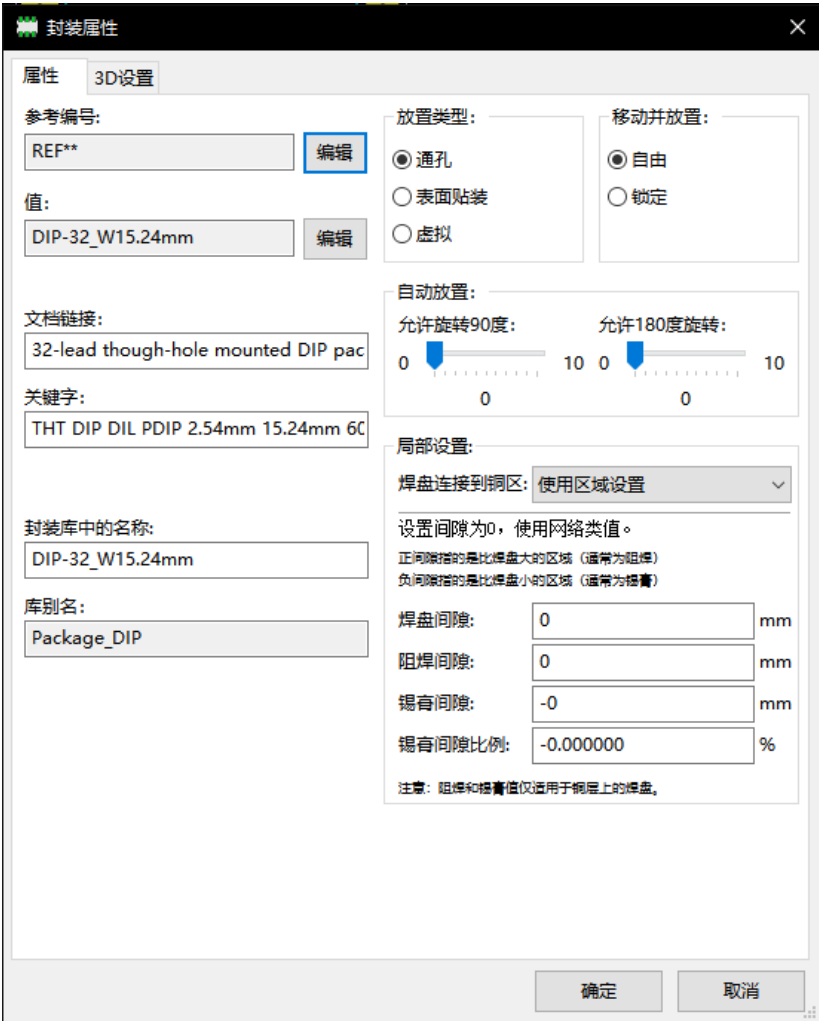 封装属性
属性
3D设置
参考编号:
REF**
编辑
值:
DIP-32_W15.24mm
编辑
文档链接:
32-lead though-hole mounted DIP pac
关键字:
THT DIP DIL PDIP 2.54mm 15.24mm 60
封装库中的名称:
DIP-32_W15.24mm
库别名:
Package_DIP
放置类型:
通孔
表面贴装
虚拟
移动并放置:
自由
锁定
自动放置:
允许旋转90度:
0
10
0
允许180度旋转:
0
10
0
局部设置:
焊盘连接到铜区:
使用区域设置
设置间隙为0，使用网络类值。
正间隙指的是比焊盘大的区域（通常为阻焊）
负间隙指的是比焊盘小的区域（通常为锡膏）
焊盘间隙:
0
mm
阻焊间隙:
0
mm
锡膏间隙:
-0
mm
锡膏间隙比例:
-0.000000
%
注意：阻焊和锡膏值仅适用于铜层上的焊盘。
确定
取消